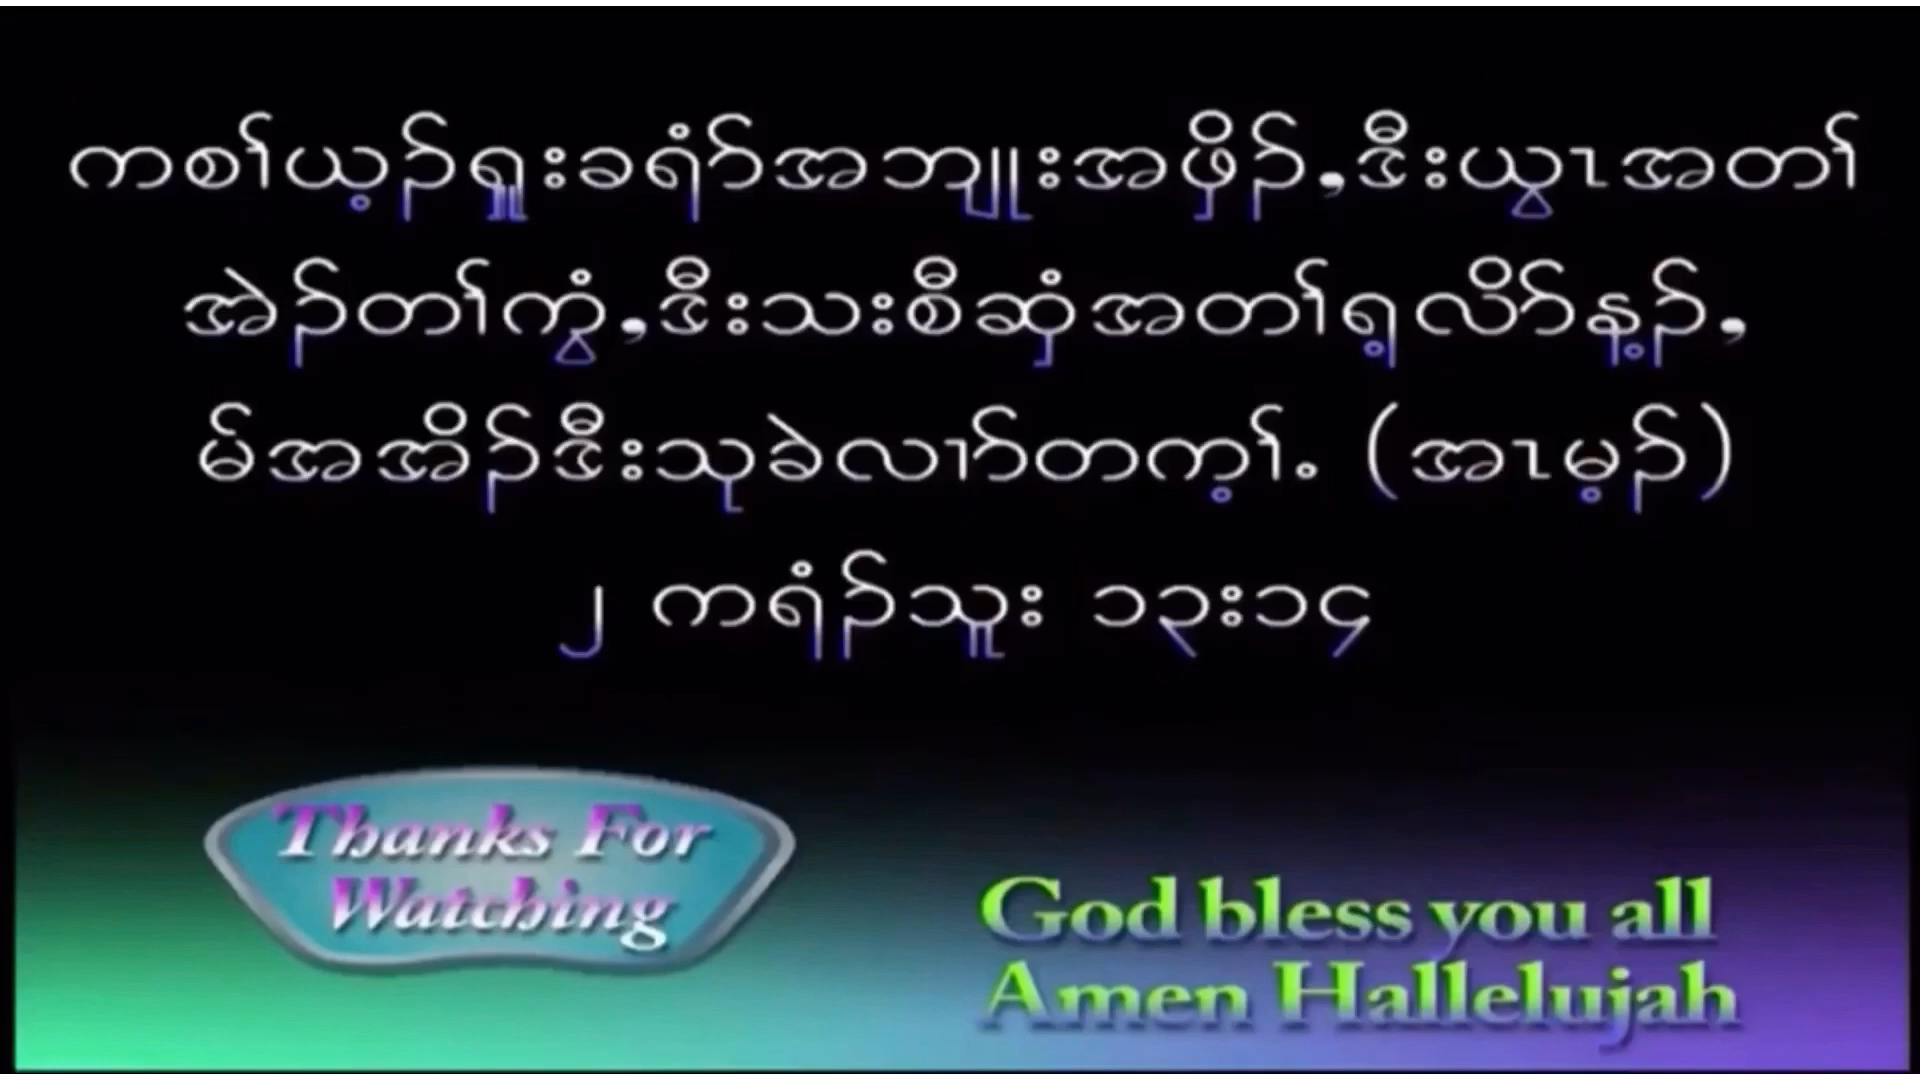 ကစၢ်ယ့ၣ်ရှူးခရံာ်အဘျုးအဖှိၣ်,ဒီးယွၤအတၢ်
အဲၣ်တၢ်ကွံ,ဒီးသးစီဆှံအတၢ်ရ့လိာ်န့ၣ်,
မ်အအိၣ်ဒီးသုခဲလၢာ်တက့ၢ်. (အၤမ့ၣ်)
၂ ကရံၣ်သူး ၁၃း၁၄
Thanks For
Watching
God bless you all
Amen Hallelujah